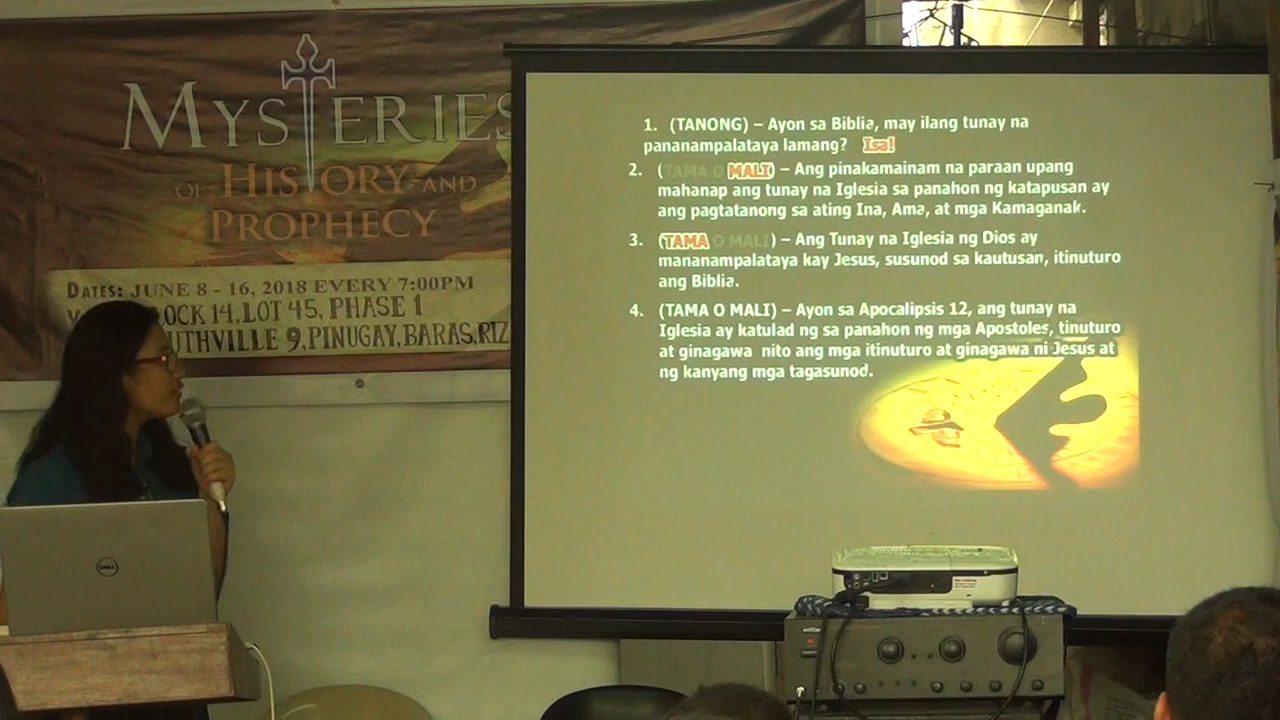 MYSTERIES
OF HISTORY AND
PROPHECY
DATES: JUNE 8 - 16, 2018 EVERY 7:00PM
OCK 14, LOT 45, PHASE 1
UTHVILLE 9, PINUGAY, BARAS, RIZ
1. (TANONG) – Ayon sa Biblia, may ilang tunay na
pananampalataya lamang? Isa!
2. (TAMA O MALI) – Ang pinakamainam na paraan upang
mahanap ang tunay na Iglesia sa panahon ng katapusan ay
ang pagtatanong sa ating Ina, Ama, at mga Kamaganak.
3. (TAMA O MALI) – Ang Tunay na Iglesia ng Dios ay
mananampalataya kay Jesus, susunod sa kautusan, itinuturo
ang Biblia.
4. (TAMA O MALI) – Ayon sa Apocalipsis 12, ang tunay na
Iglesia ay katulad ng sa panahon ng mga Apostoles, tinuturo
at ginagawa nito ang mga itinuturo at ginagawa ni Jesus at
ng kanyang mga tagasunod.
DELL